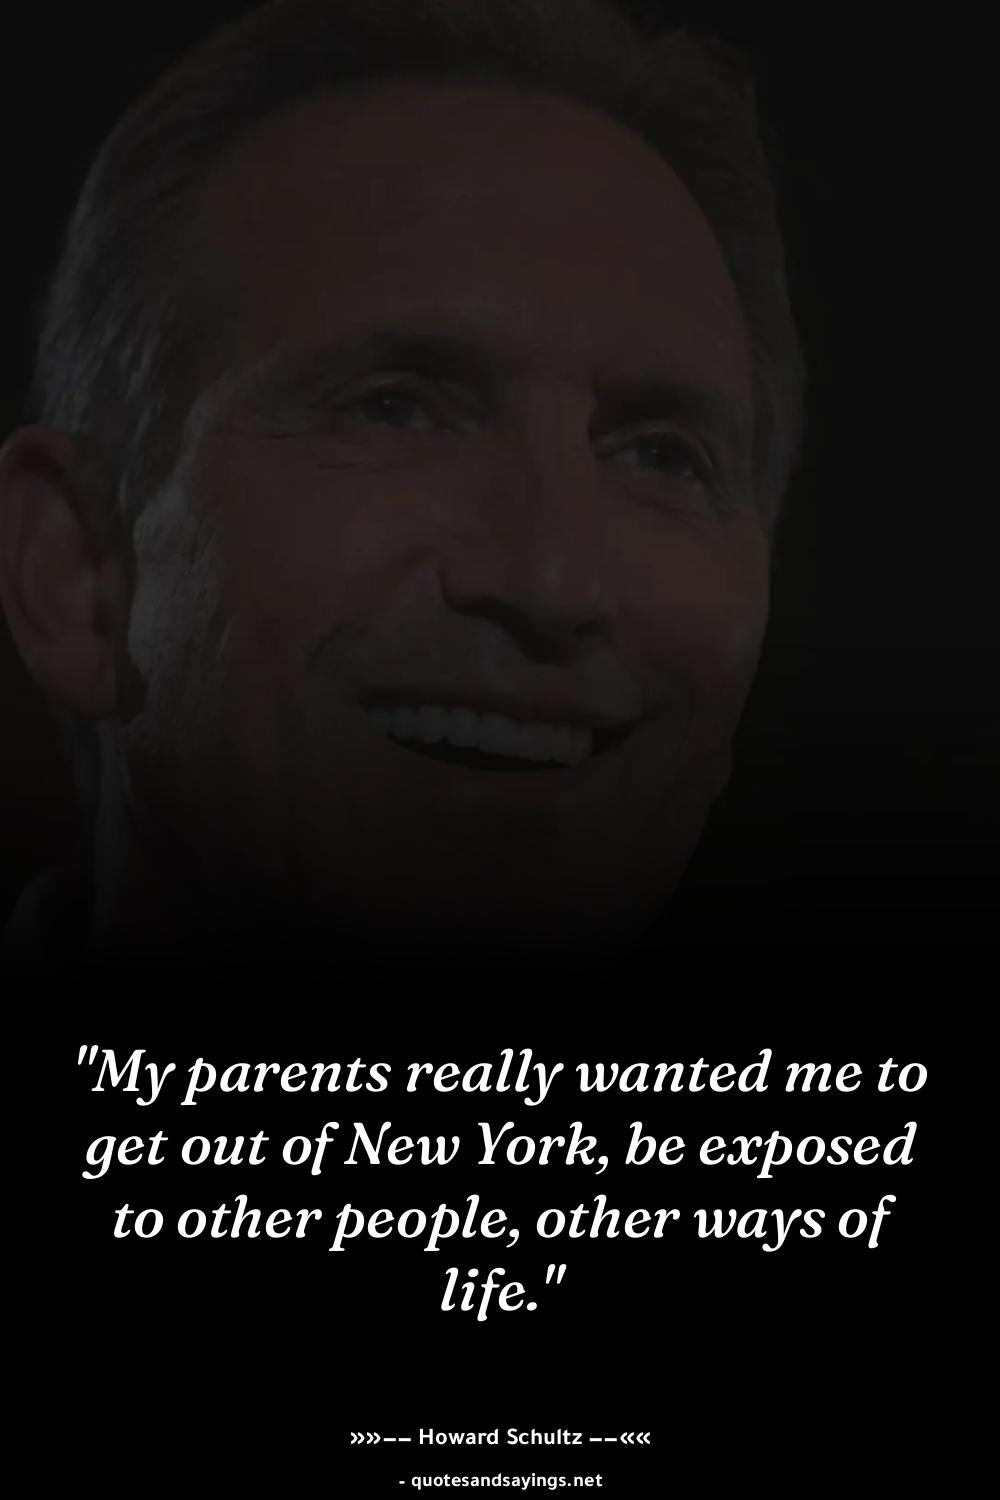 "My parents really wanted me to
get out of New York, be exposed
to other people, other ways of
life."
»»–– Howard Schultz ––««
- quotesandsayings.net